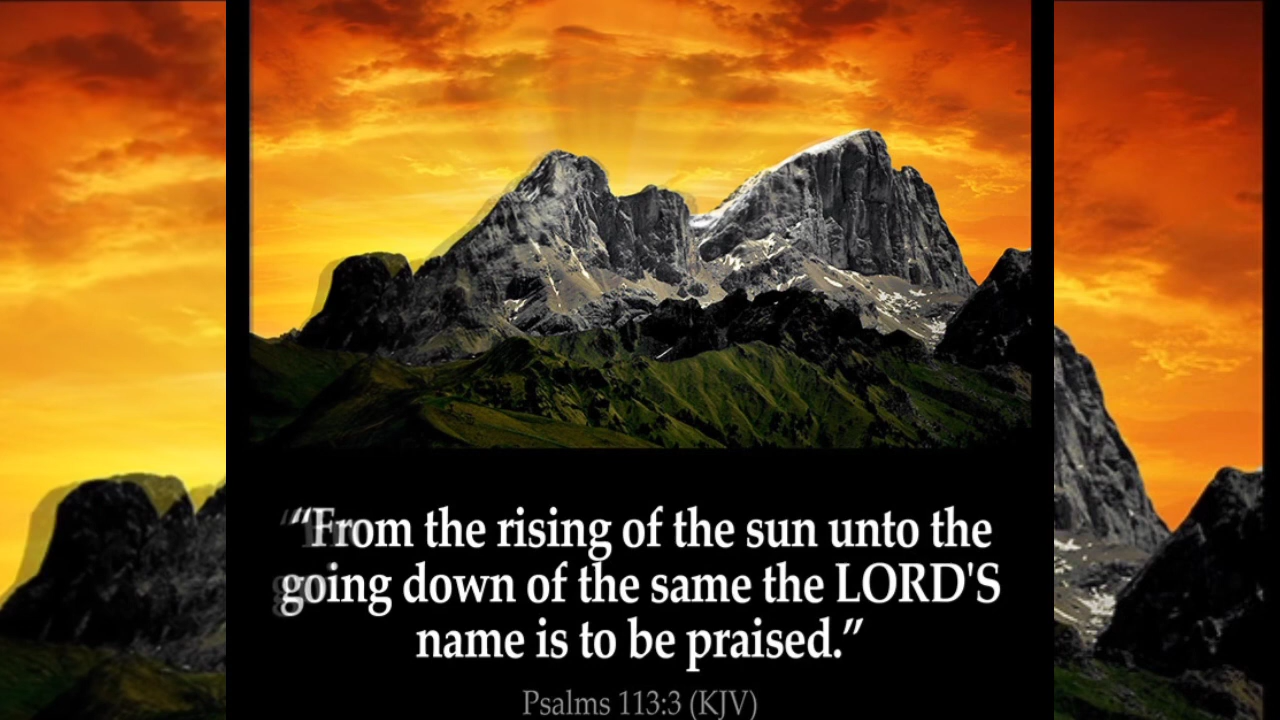 “From the rising of the sun unto the
going down of the same the LORD'S
name is to be praised.”
Psalms 113:3 (KJV)